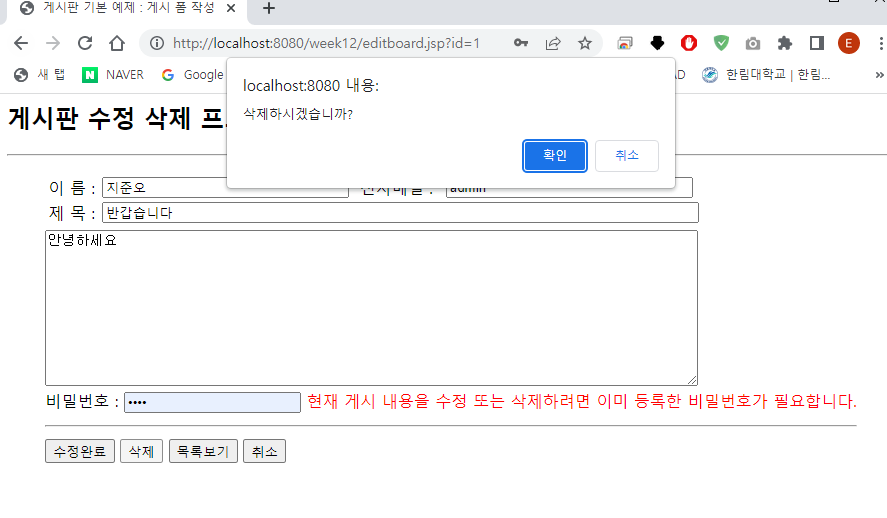 게시판 기본 예제 : 게시 폼 작성
http://localhost:8080/week12/editboard.jsp?id=1
E
새 탭
NAVER
Google
AD
한림대학교 | 한림...
localhost:8080 내용:
삭제하시겠습니까?
확인
취소
게시판 수정 삭제
이 름 : 지준오 전자메일 : admin
제 목 : 반갑습니다
안녕하세요
비밀번호 : •••• 현재 게시 내용을 수정 또는 삭제하려면 이미 등록한 비밀번호가 필요합니다.
수정완료 삭제 목록보기 취소